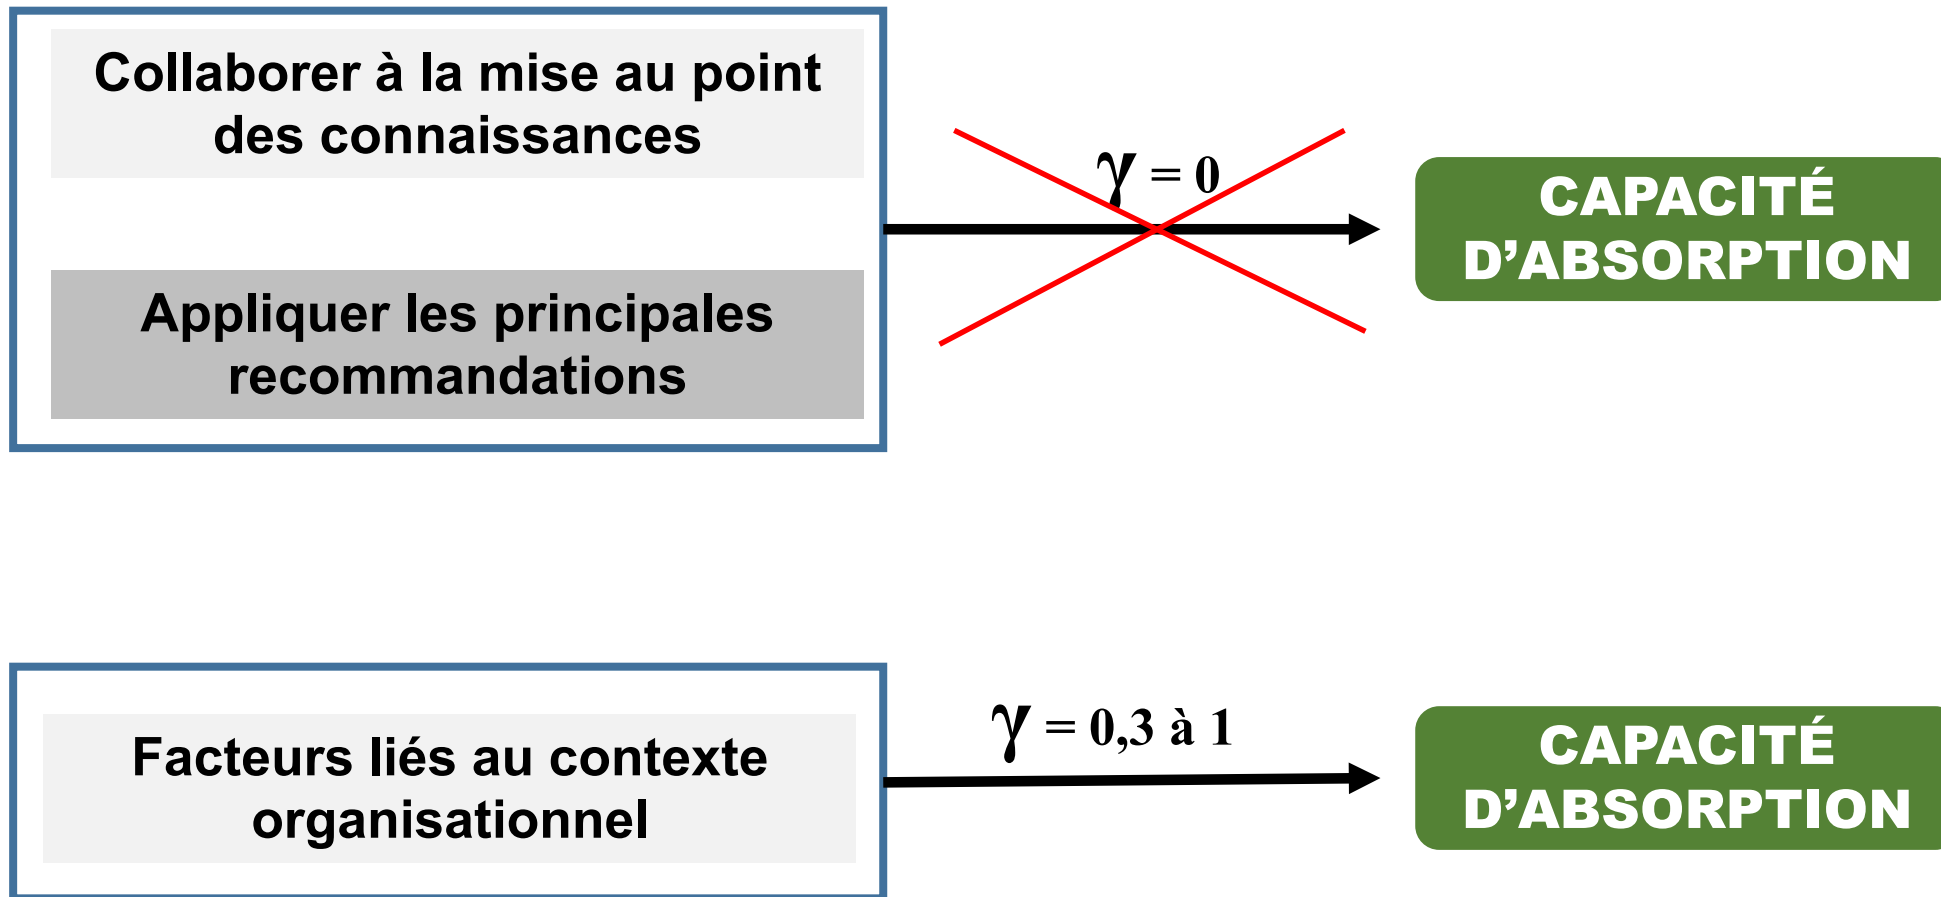 Collaborer à la mise au point
des connaissances
γ = 0
CAPACITÉ
D’ABSORPTION
Appliquer les principales
recommandations
Facteurs liés au contexte
organisationnel
γ = 0,3 à 1
CAPACITÉ
D’ABSORPTION